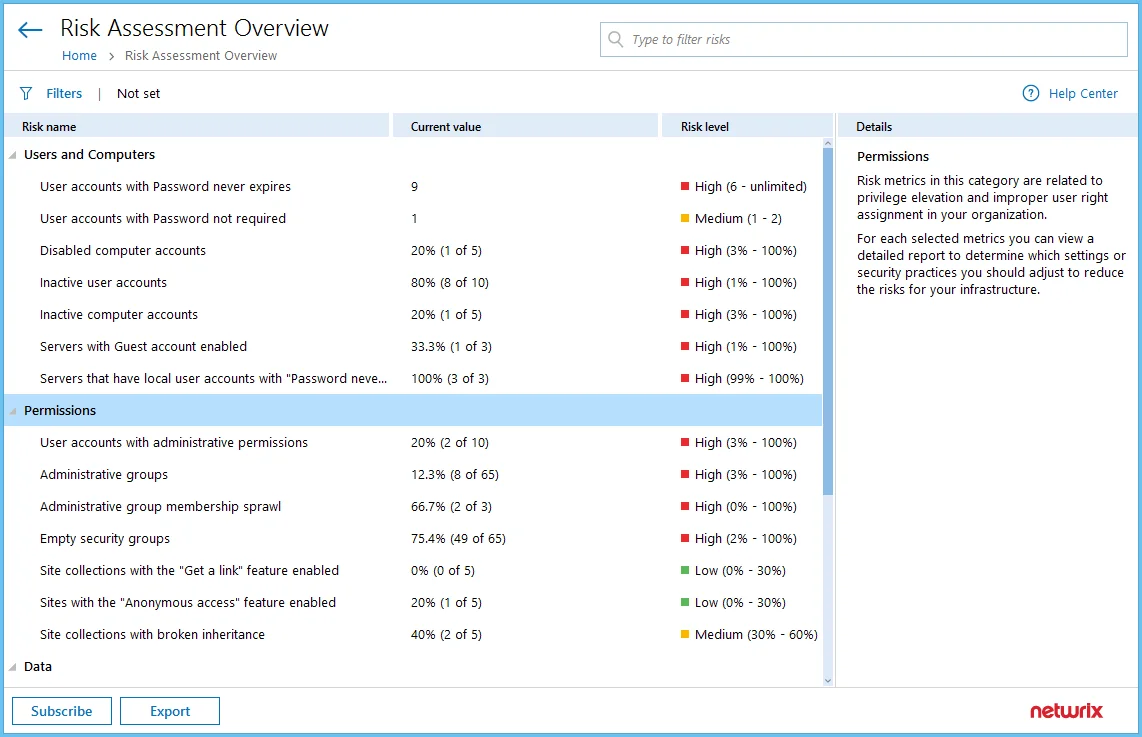 Risk Assessment Overview
Type to filter risks
Home > Risk Assessment Overview
Filters | Not set
? Help Center
Risk name Current value Risk level Details
Users and Computers
User accounts with Password never expires 9 High (6 - unlimited)
User accounts with Password not required 1 Medium (1 - 2)
Disabled computer accounts 20% (1 of 5) High (3% - 100%)
Inactive user accounts 80% (8 of 10) High (1% - 100%)
Inactive computer accounts 20% (1 of 5) High (3% - 100%)
Servers with Guest account enabled 33.3% (1 of 3) High (1% - 100%)
Servers that have local user accounts with "Password neve... 100% (3 of 3) High (99% - 100%)
Permissions
User accounts with administrative permissions 20% (2 of 10) High (3% - 100%)
Administrative groups 12.3% (8 of 65) High (3% - 100%)
Administrative group membership sprawl 66.7% (2 of 3) High (0% - 100%)
Empty security groups 75.4% (49 of 65) High (2% - 100%)
Site collections with the "Get a link" feature enabled 0% (0 of 5) Low (0% - 30%)
Sites with the "Anonymous access" feature enabled 20% (1 of 5) Low (0% - 30%)
Site collections with broken inheritance 40% (2 of 5) Medium (30% - 60%)
Data
Permissions
Risk metrics in this category are related to
privilege elevation and improper user right
assignment in your organization.
For each selected metrics you can view a
detailed report to determine which settings or
security practices you should adjust to reduce
the risks for your infrastructure.
Subscribe Export
netwrix